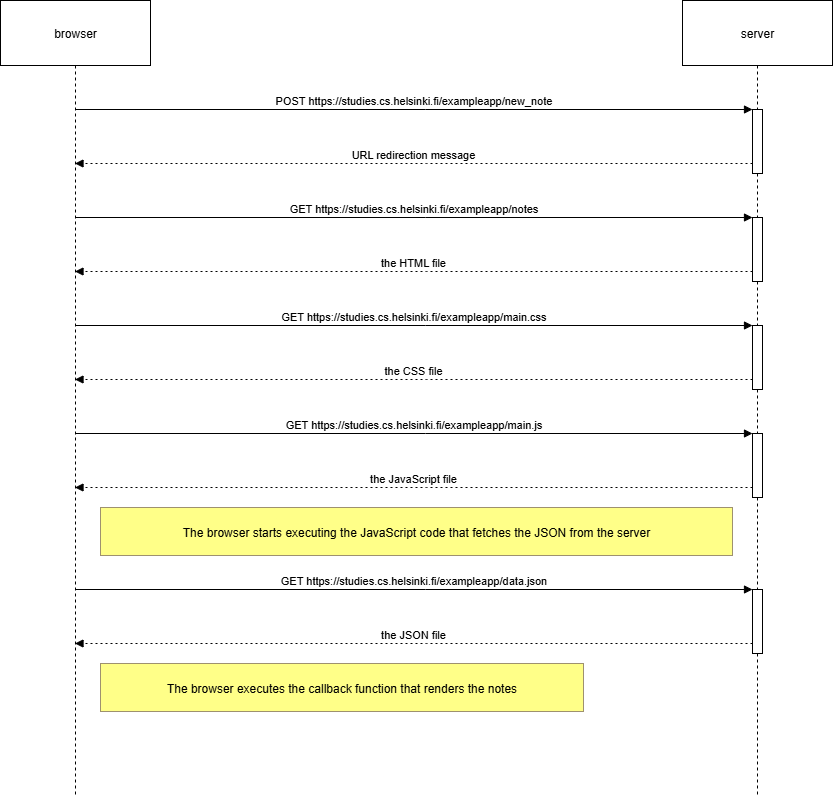 browser
server
POST https://studies.cs.helsinki.fi/exampleapp/new_note
URL redirection message
GET https://studies.cs.helsinki.fi/exampleapp/notes
the HTML file
GET https://studies.cs.helsinki.fi/exampleapp/main.css
the CSS file
GET https://studies.cs.helsinki.fi/exampleapp/main.js
the JavaScript file
The browser starts executing the JavaScript code that fetches the JSON from the server
GET https://studies.cs.helsinki.fi/exampleapp/data.json
the JSON file
The browser executes the callback function that renders the notes